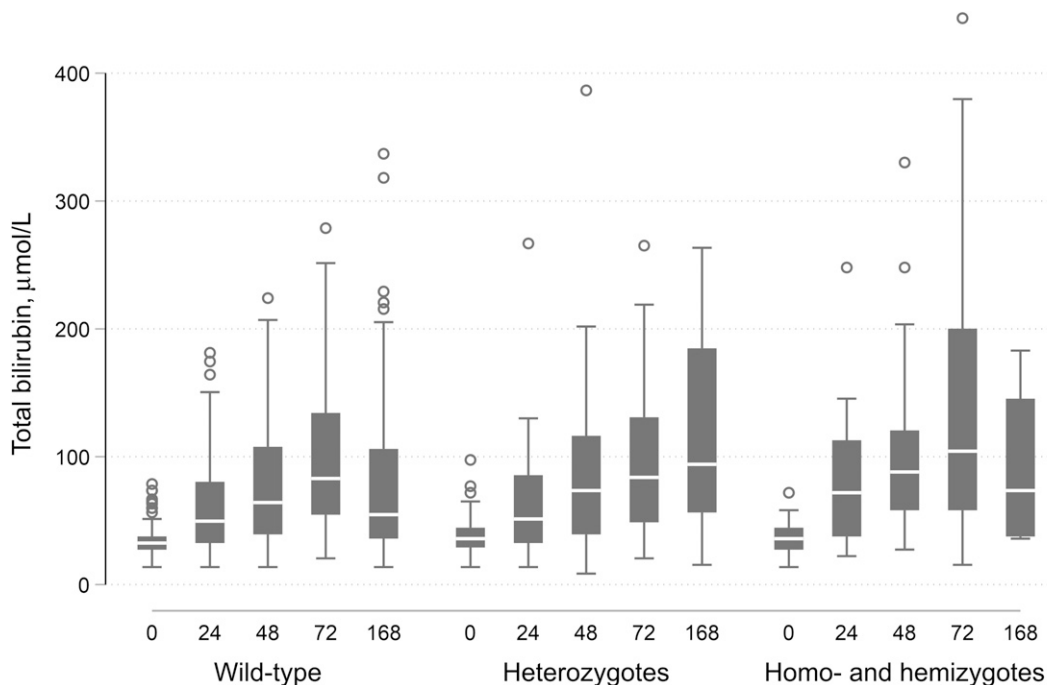 Total bilirubin, µmol/L
400
300
200
100
0
0 24 48 72 168 0 24 48 72 168 0 24 48 72 168
Wild-type Heterozygotes Homo- and hemizygotes